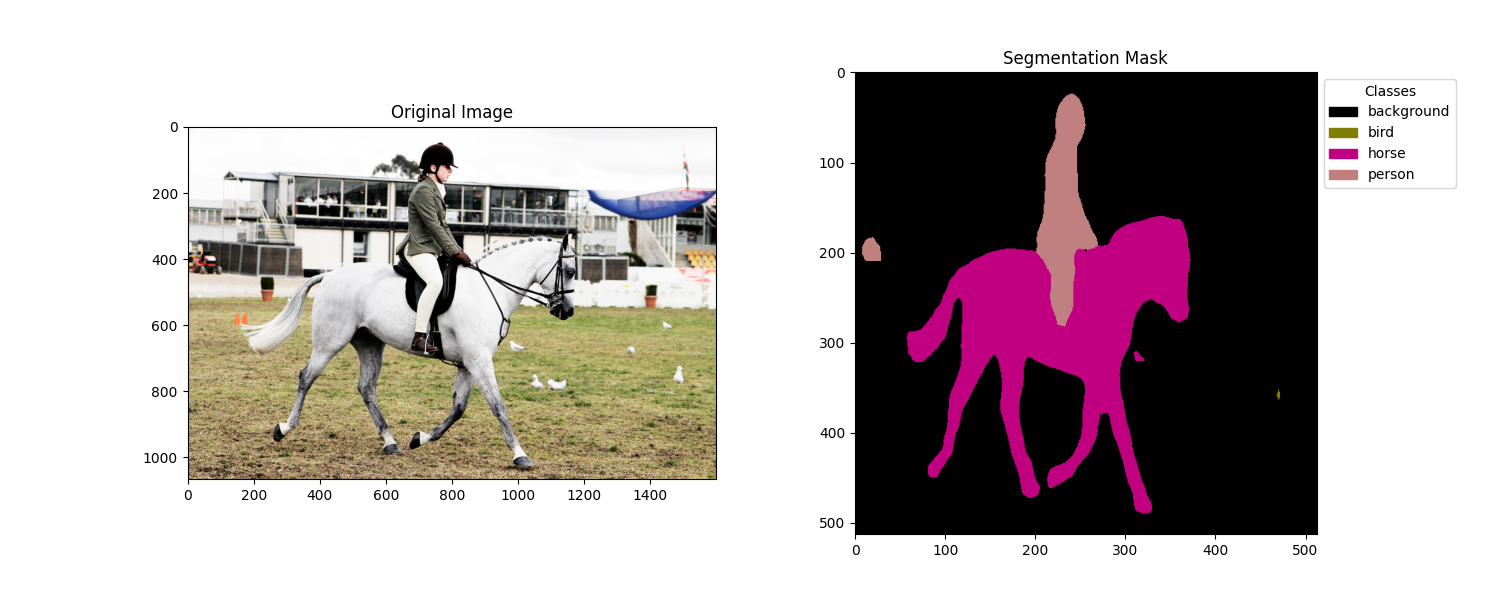 Original Image
0
200
400
600
800
1000
0 200 400 600 800 1000 1200 1400
Segmentation Mask
0
100
200
300
400
500
0 100 200 300 400 500
Classes
background
bird
horse
person